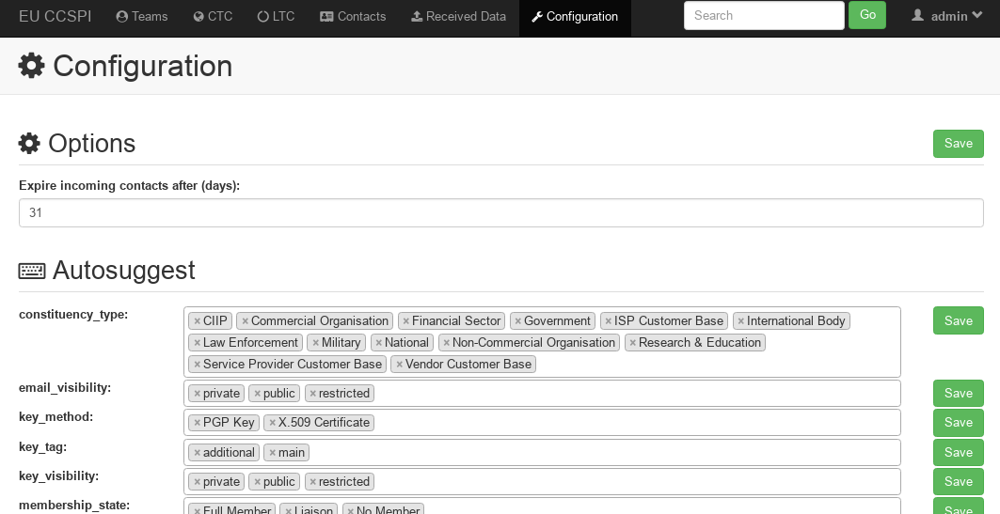 EU CCSPI Teams CTC LTC Contacts Received Data Configuration Search Go admin
Configuration
Options Save
Expire incoming contacts after (days):
31
Autosuggest
constituency_type: ×CIIP ×Commercial Organisation ×Financial Sector ×Government ×ISP Customer Base ×International Body Save
×Law Enforcement ×Military ×National ×Non-Commercial Organisation ×Research & Education
×Service Provider Customer Base ×Vendor Customer Base
email_visibility: ×private ×public ×restricted Save
key_method: ×PGP Key ×X.509 Certificate Save
key_tag: ×additional ×main Save
key_visibility: ×private ×public ×restricted Save
membership_state: ×Full Member ×Liaison ×No Member Save